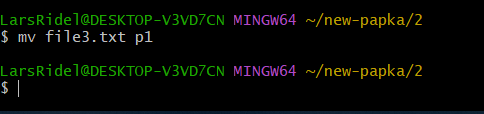 LarsRidel@DESKTOP-V3VD7CN MINGW64 ~/new-papka/2
$ mv file3.txt p1
LarsRidel@DESKTOP-V3VD7CN MINGW64 ~/new-papka/2
$